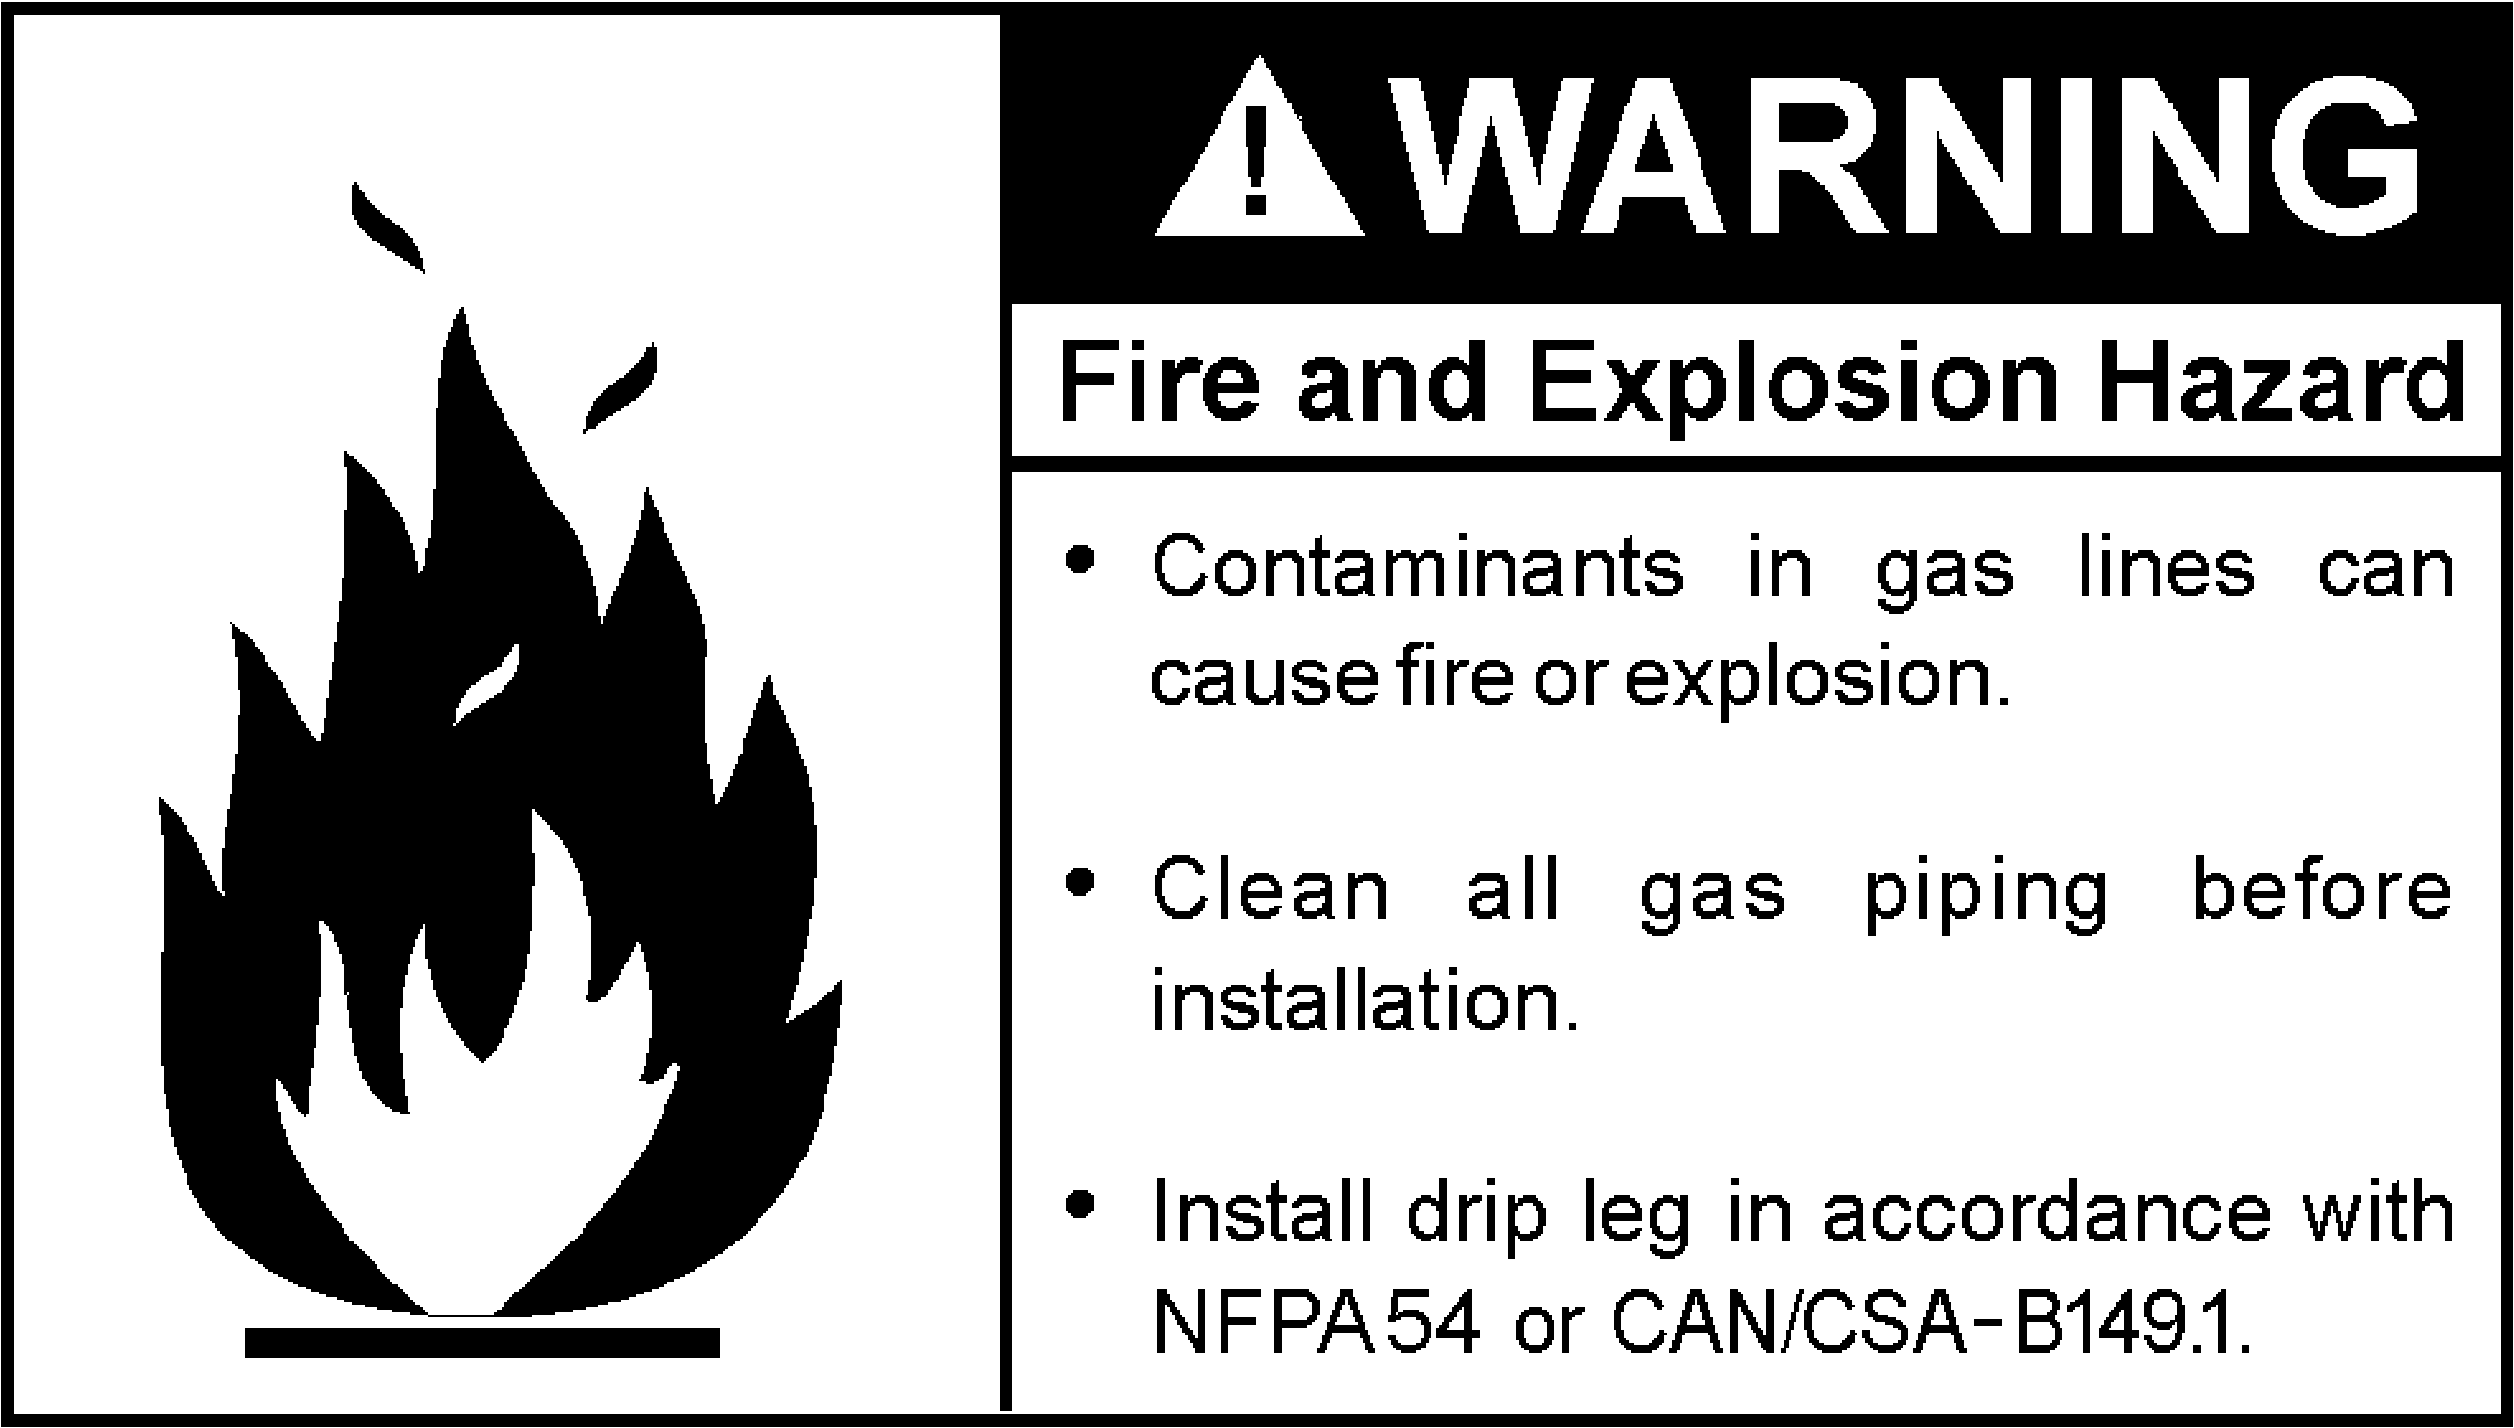 ! WARNING
Fire and Explosion Hazard
• Contaminants in gas lines can
cause fire or explosion.
• Clean all gas piping before
installation.
• Install drip leg in accordance with
NFPA 54 or CAN/CSA-B149.1.